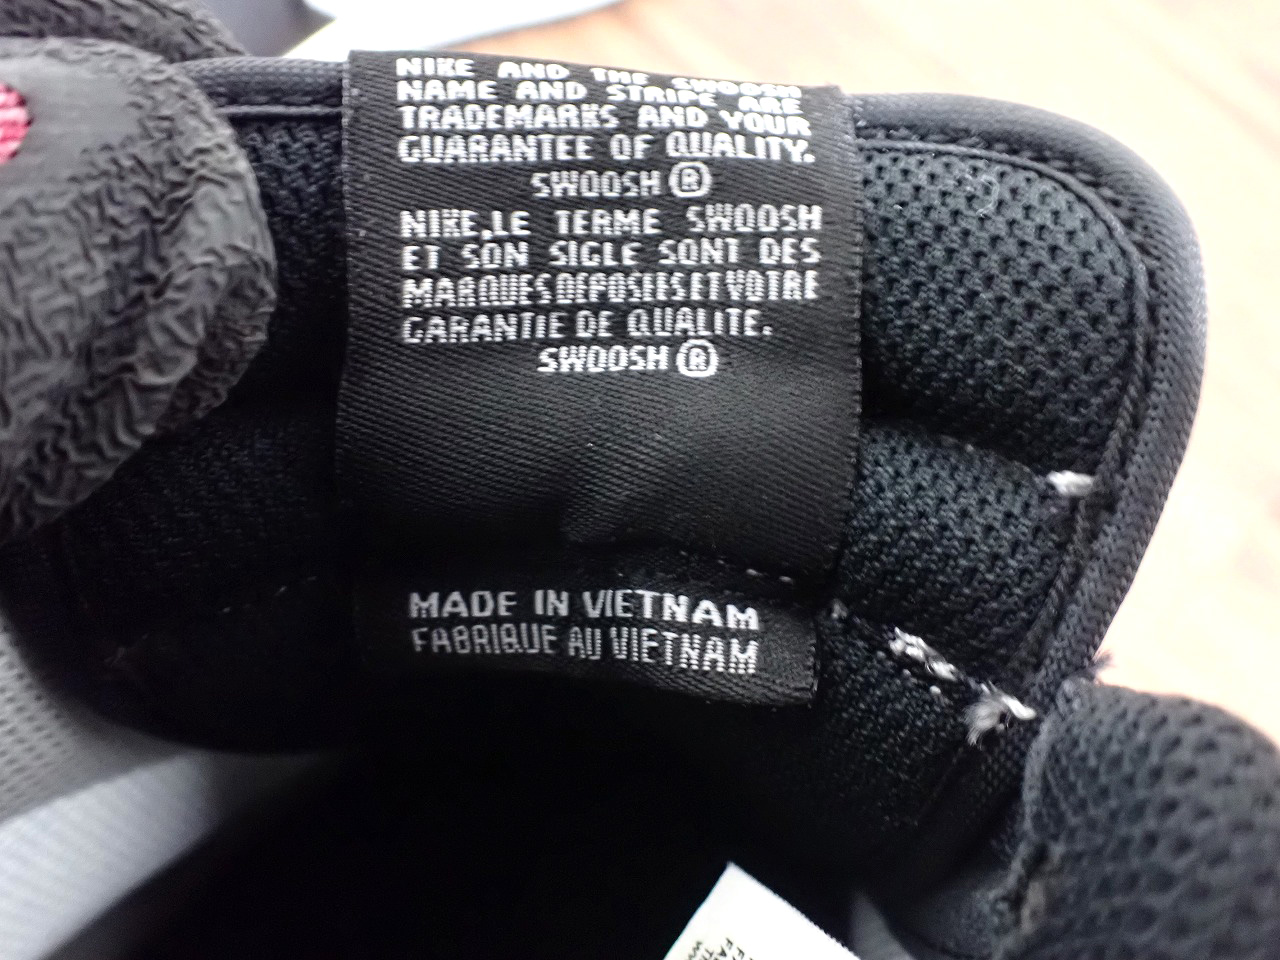 NIKE AND THE SWOOSH
NAME AND STRIPE ARE
TRADEMARKS AND YOUR
GUARANTEE OF QUALITY.
SWOOSH ®
NIKE,LE TERME SWOOSH
ET SON SIGLE SONT DES
MARQUES DEPOSEES ET VOTRE
GARANTIE DE QUALITE.
SWOOSH ®
MADE IN VIETNAM
FABRIQUE AU VIETNAM